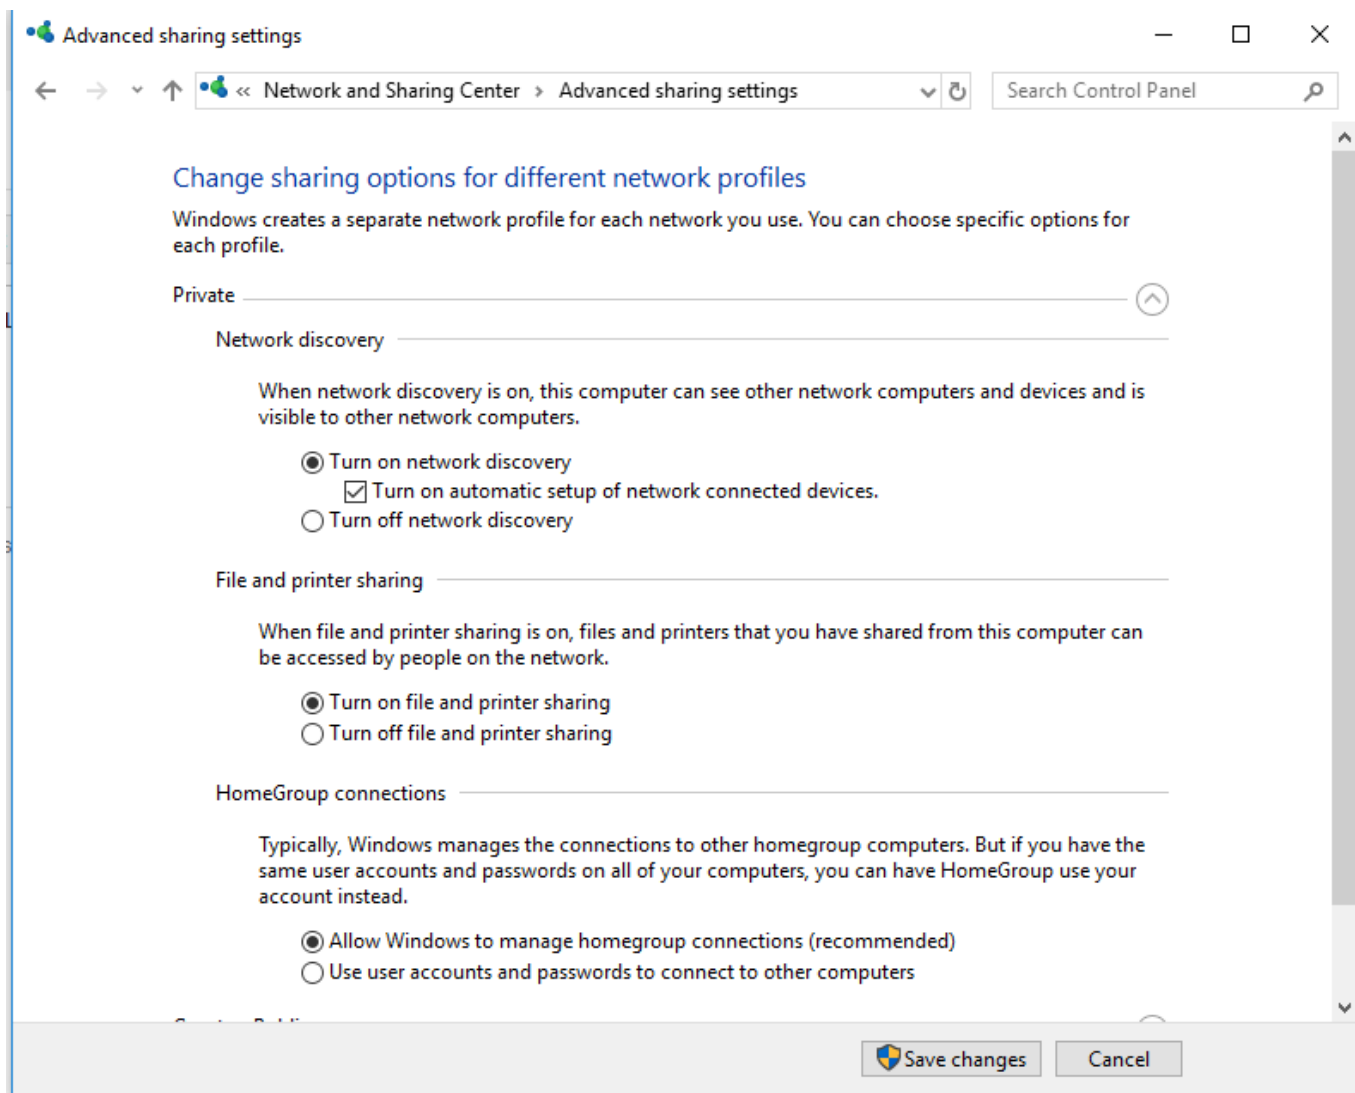 Advanced sharing settings
« Network and Sharing Center › Advanced sharing settings
Search Control Panel
Change sharing options for different network profiles
Windows creates a separate network profile for each network you use. You can choose specific options for
each profile.
Private
Network discovery
When network discovery is on, this computer can see other network computers and devices and is
visible to other network computers.
Turn on network discovery
Turn on automatic setup of network connected devices.
Turn off network discovery
File and printer sharing
When file and printer sharing is on, files and printers that you have shared from this computer can
be accessed by people on the network.
Turn on file and printer sharing
Turn off file and printer sharing
HomeGroup connections
Typically, Windows manages the connections to other homegroup computers. But if you have the
same user accounts and passwords on all of your computers, you can have HomeGroup use your
account instead.
Allow Windows to manage homegroup connections (recommended)
Use user accounts and passwords to connect to other computers
Save changes
Cancel